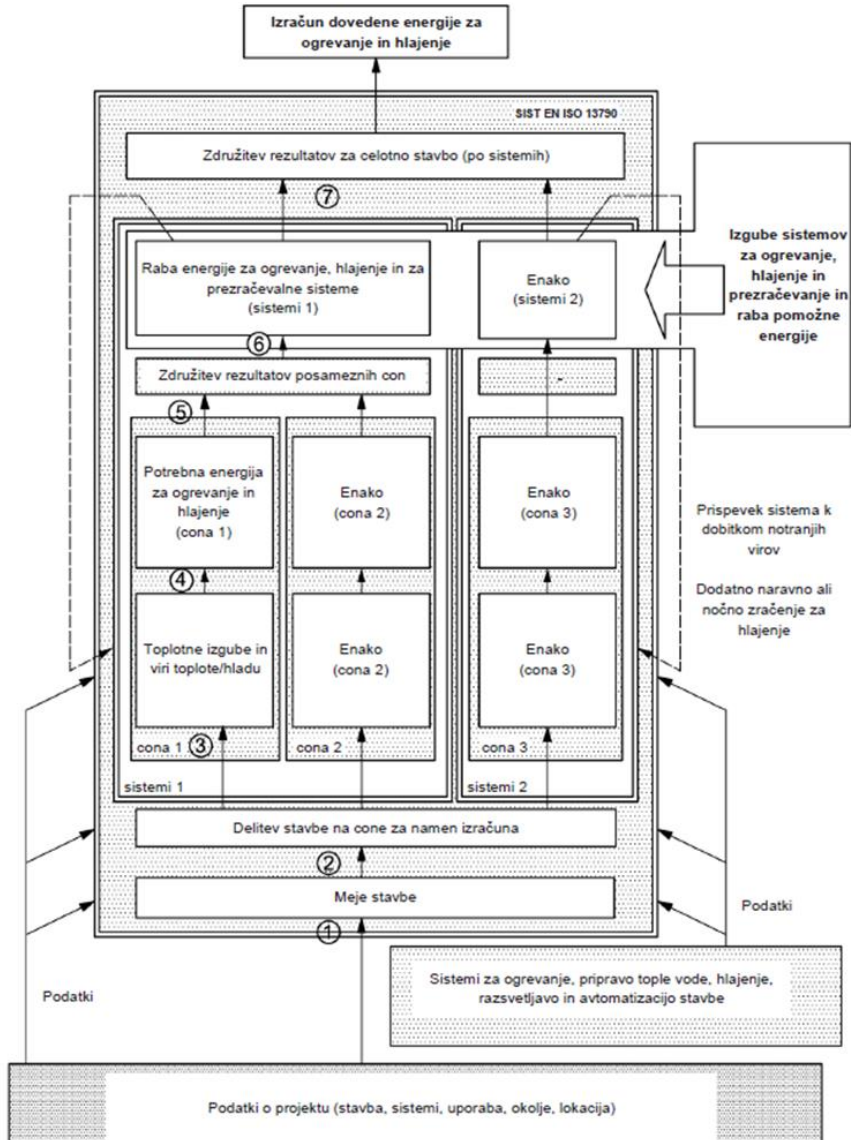 Izračun dovedene energije za
ogrevanje in hlajenje
SIST EN ISO 13790
Združitev rezultatov za celotno stavbo (po sistemih)
7
Raba energije za ogrevanje, hlajenje in za
prezračevalne sisteme
(sistemi 1)
Enako
(sistemi 2)
Izgube sistemov
za ogrevanje,
hlajenje in
prezračevanje in
raba pomožne
energije
6
Združitev rezultatov posameznih con
-
5
Potrebna energija
za ogrevanje in
hlajenje
(cona 1)
Enako
(cona 2)
Enako
(cona 3)
Prispevek sistema k
dobitkom notranjih
virov
Dodatno naravno ali
nočno zračenje za
hlajenje
4
Toplotne izgube in
viri toplote/hladu
Enako
(cona 2)
Enako
(cona 3)
cona 1
3
cona 2
cona 3
sistemi 1
sistemi 2
Delitev stavbe na cone za namen izračuna
2
Meje stavbe
1
Podatki
Sistemi za ogrevanje, pripravo tople vode, hlajenje,
razsvetljavo in avtomatizacijo stavbe
Podatki
Podatki o projektu (stavba, sistemi, uporaba, okolje, lokacija)